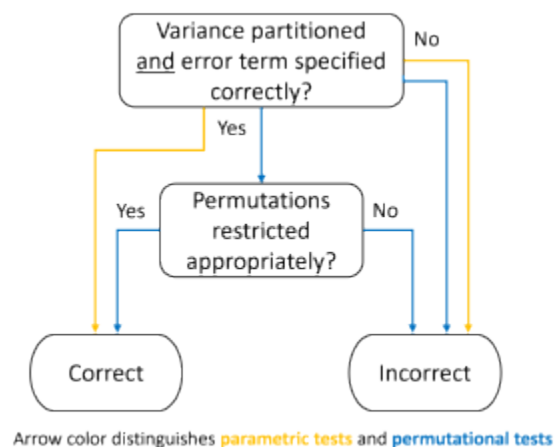 Variance partitioned
and error term specified
correctly?
No
Yes
Permutations
restricted
appropriately?
Yes
No
Correct
Incorrect
Arrow color distinguishes parametric tests and permutational tests